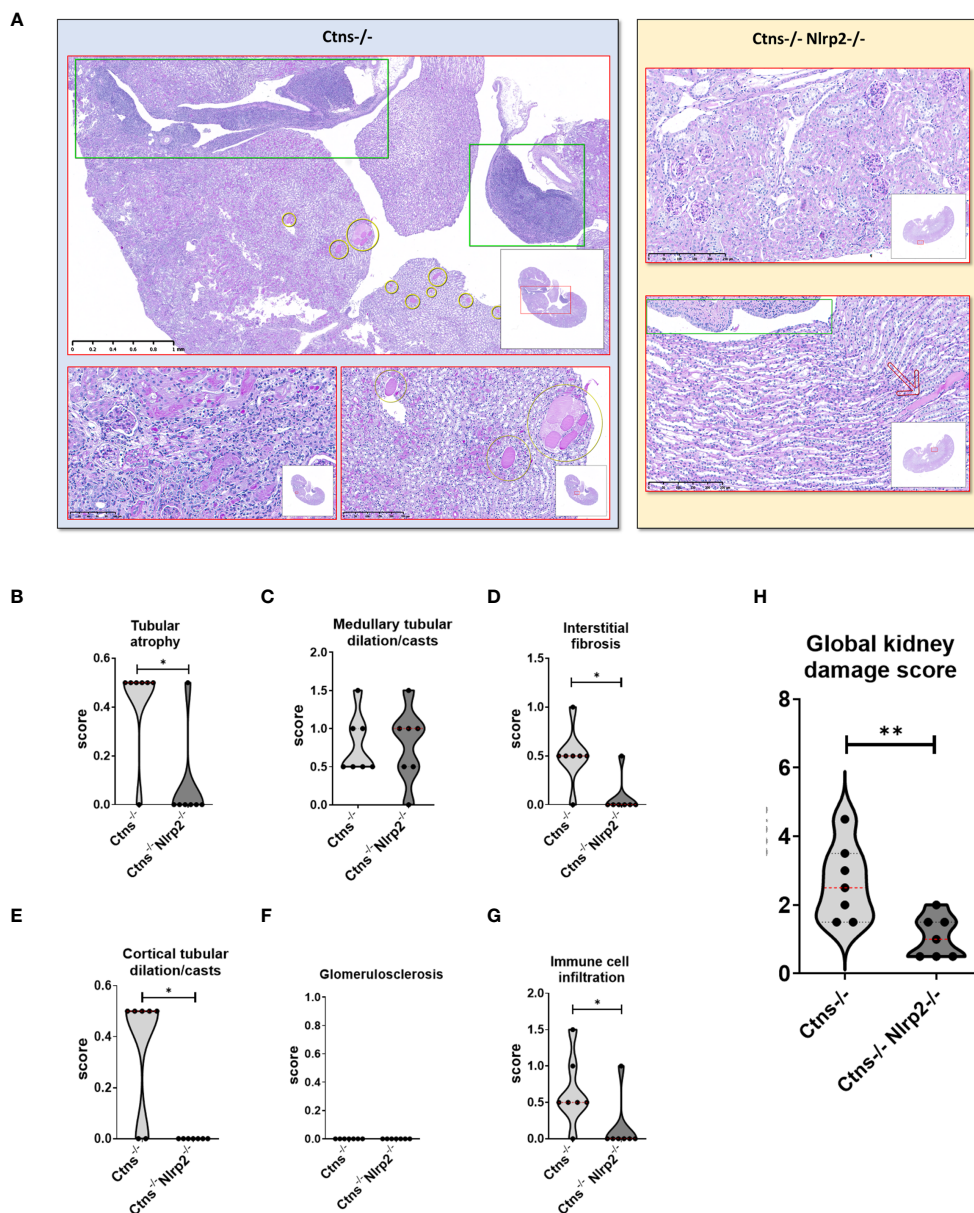 A
Ctns-/-
Ctns-/- Nlrp2-/-
0 0.2 0.4 0.6 0.8 1 mm
B
Tubular
atrophy
*
score
0.6
0.4
0.2
0.0
Ctns-/-
Ctns-/-Nlrp2-/-
C
Medullary tubular
dilation/casts
score
2.0
1.5
1.0
0.5
0.0
Ctns-/-
Ctns-/-Nlrp2-/-
D
Interstitial
fibrosis
*
score
1.5
1.0
0.5
0.0
Ctns-/-
Ctns-/-Nlrp2-/-
E
Cortical tubular
dilation/casts
*
score
0.6
0.4
0.2
0.0
Ctns-/-
Ctns-/-Nlrp2-/-
F
Glomerulosclerosis
score
1.0
0.8
0.6
0.4
0.2
0.0
Ctns-/-
Ctns-/-Nlrp2-/-
G
Immune cell
infiltration
*
score
2.0
1.5
1.0
0.5
0.0
Ctns-/-
Ctns-/-Nlrp2-/-
H
Global kidney
damage score
**
8
6
4
2
0
Ctns-/-
Ctns-/- Nlrp2-/-